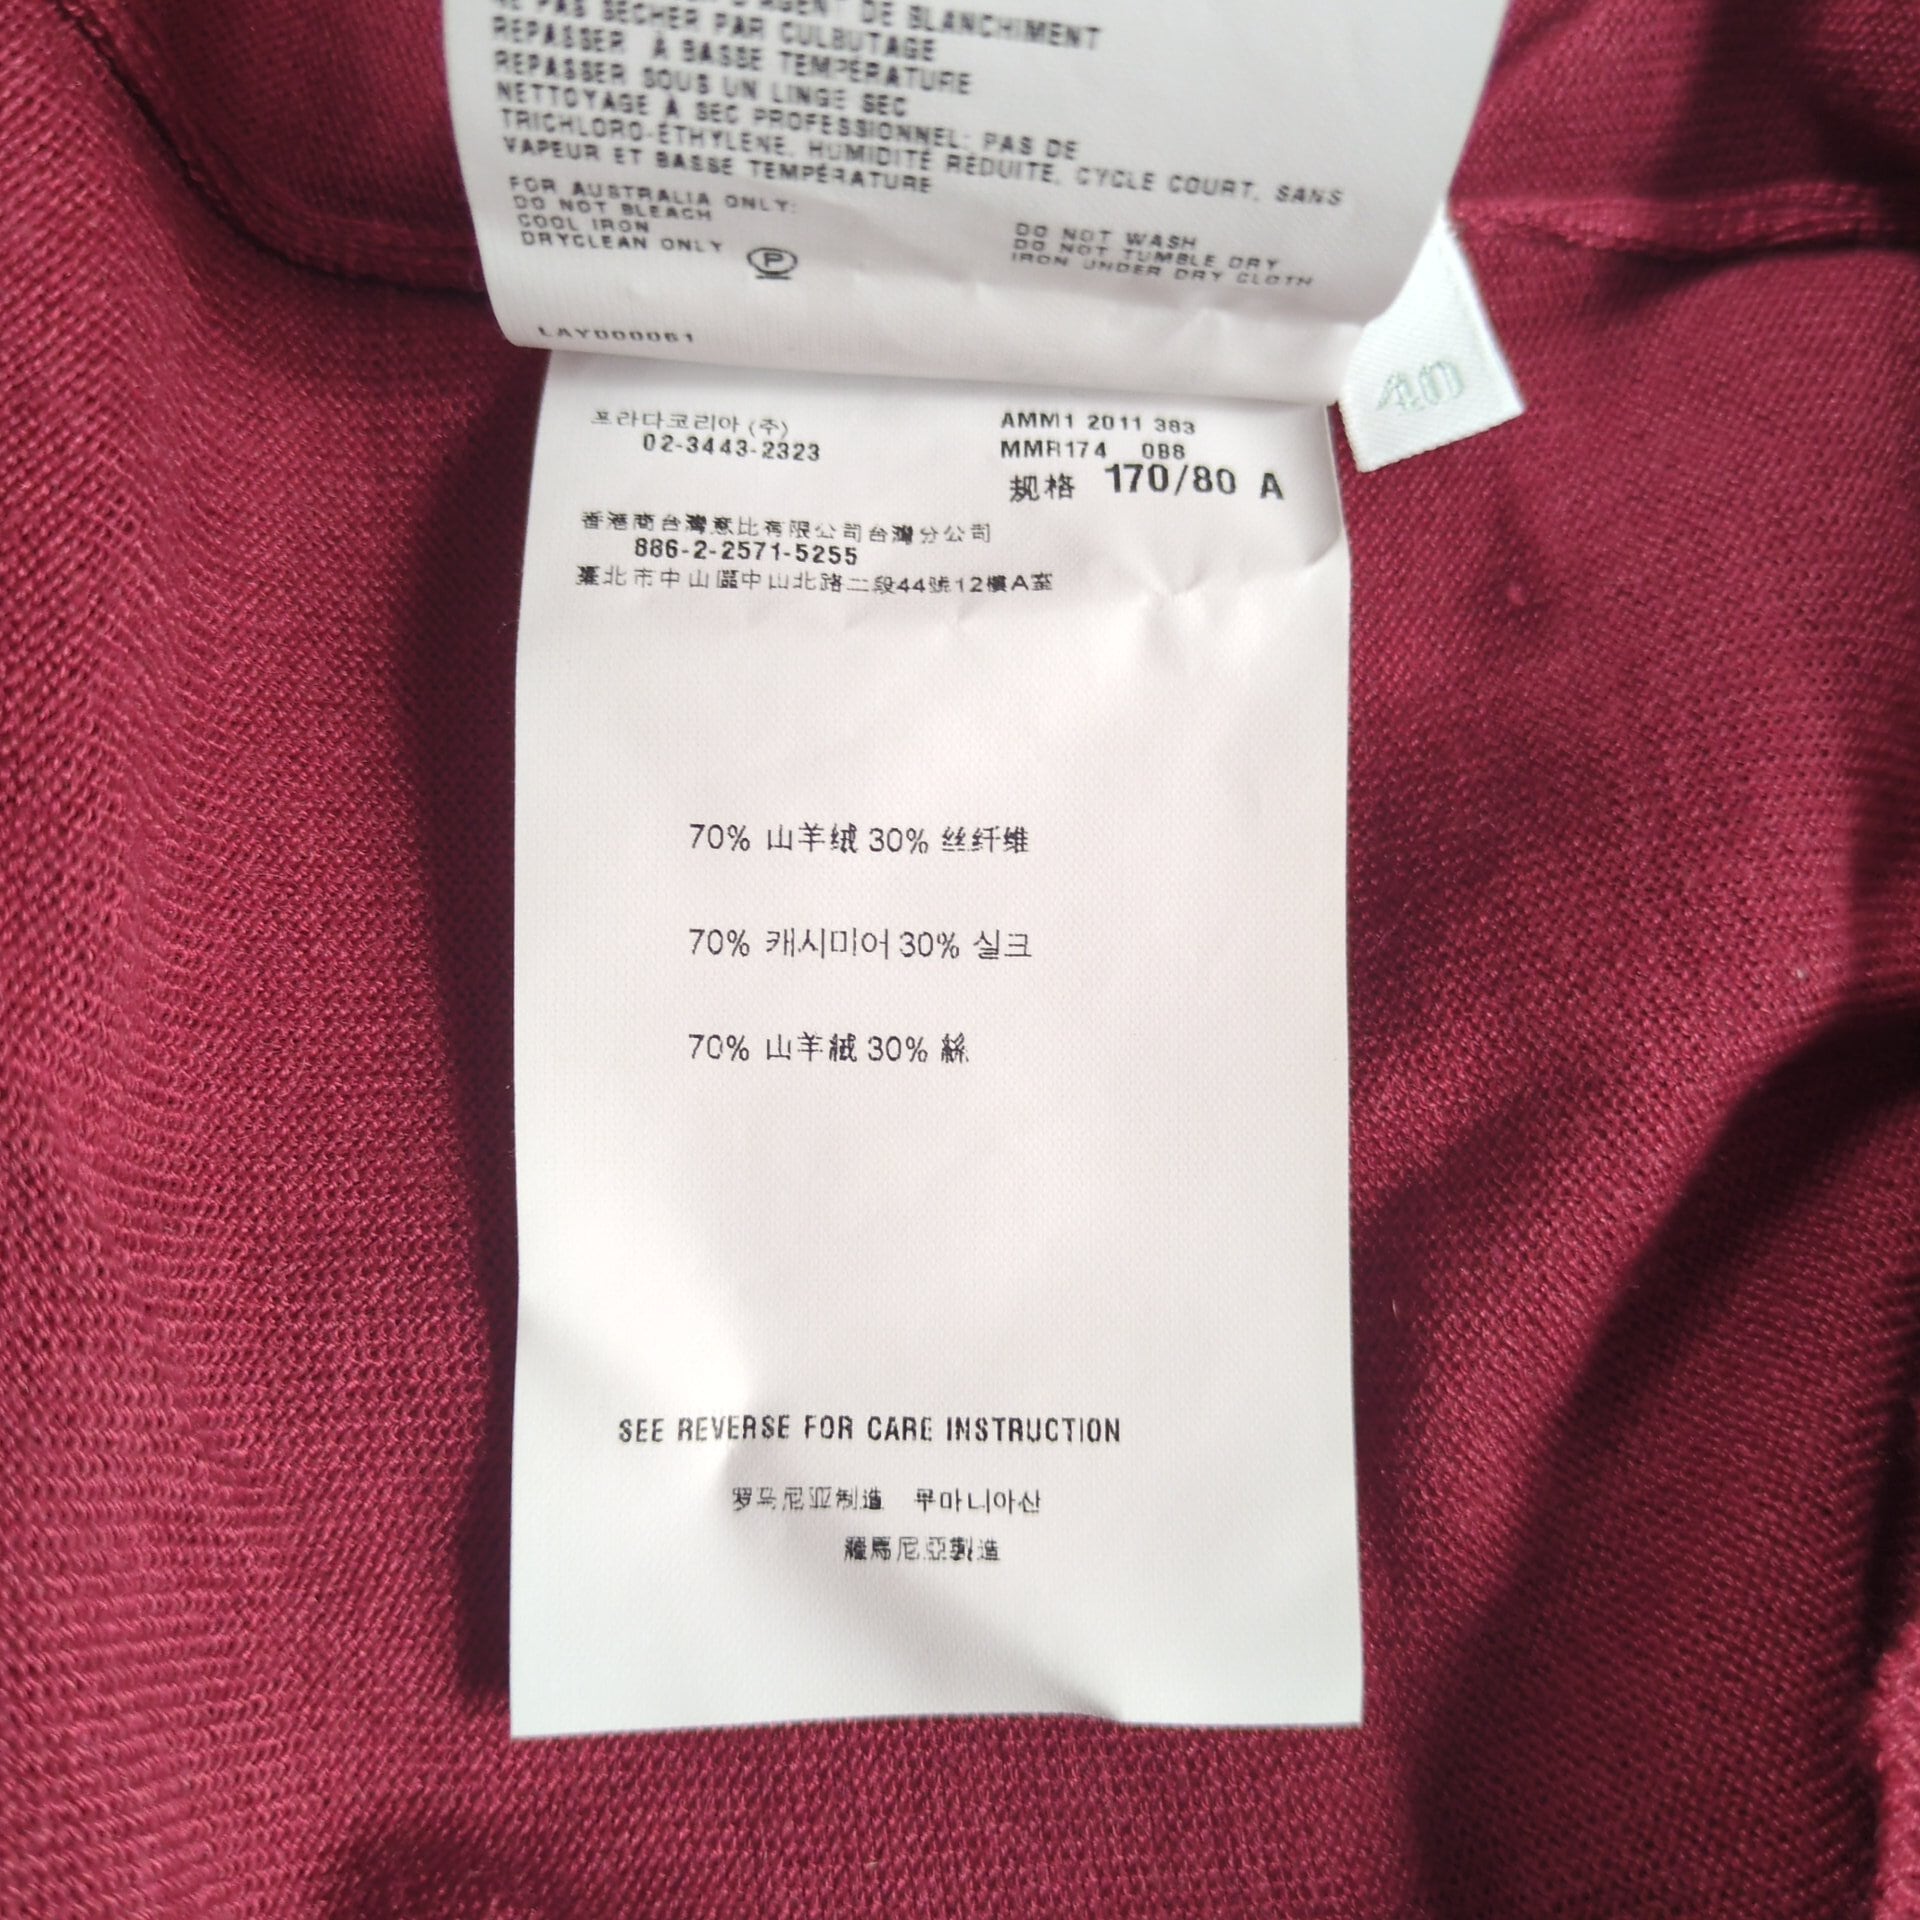 D'AGENT DE BLANCHIMENT
NE PAS SÉCHER PAR CULBUTAGE
REPASSER À BASSE TEMPÉRATURE
REPASSER SOUS UN LINGE SEC
NETTOYAGE À SEC PROFESSIONNEL: PAS DE
TRICHLORO-ÉTHYLÈNE, HUMIDITÉ RÉDUITE, CYCLE COURT, SANS
VAPEUR ET BASSE TEMPÉRATURE
FOR AUSTRALIA ONLY:
DO NOT BLEACH
COOL IRON
DRYCLEAN ONLY P
DO NOT WASH
DO NOT TUMBLE DRY
IRON UNDER DRY CLOTH
LAY000061
40
프라다코리아 (주)
02-3443-2323
AMM1 2011 383
MMR174 0B8
规格 170/80 A
香港商台灣意比有限公司台灣分公司
886-2-2571-5255
臺北市中山區中山北路二段44號12樓A室
70% 山羊绒 30% 丝纤维
70% 캐시미어 30% 실크
70% 山羊絨 30% 絲
SEE REVERSE FOR CARE INSTRUCTION
罗马尼亚制造 루마니아산
羅馬尼亞製造